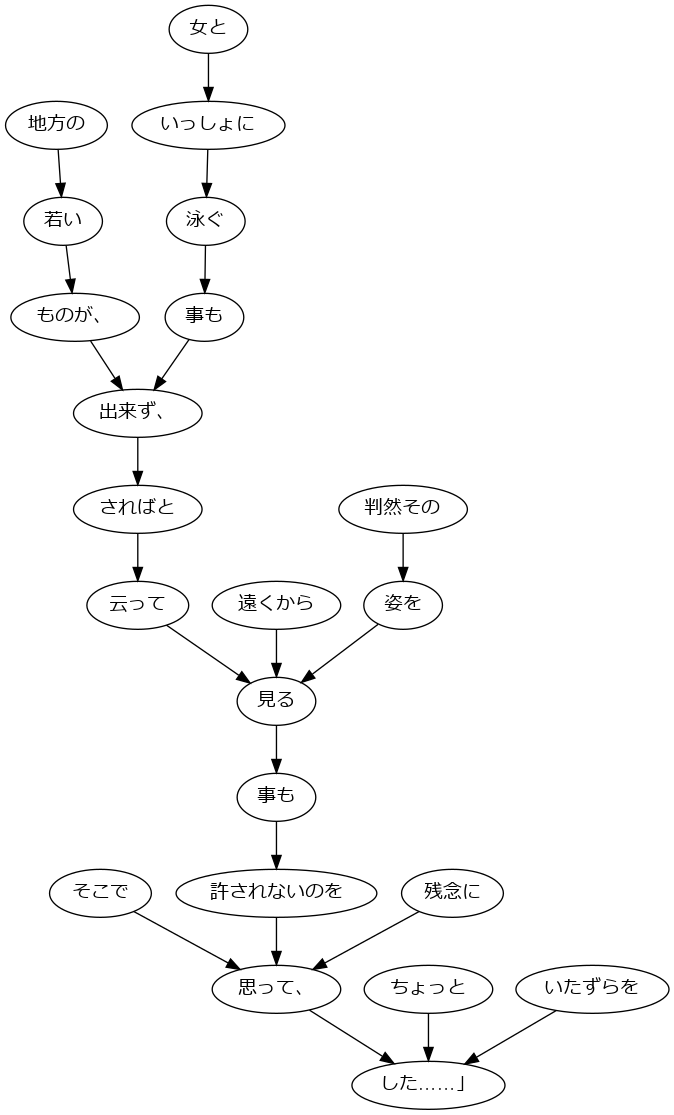 女と
地方の
いっしょに
若い
泳ぐ
ものが、
事も
出来ず、
さればと
判然その
云って
遠くから
姿を
見る
事も
そこで
許されないのを
残念に
思って、
ちょっと
いたずらを
した……」